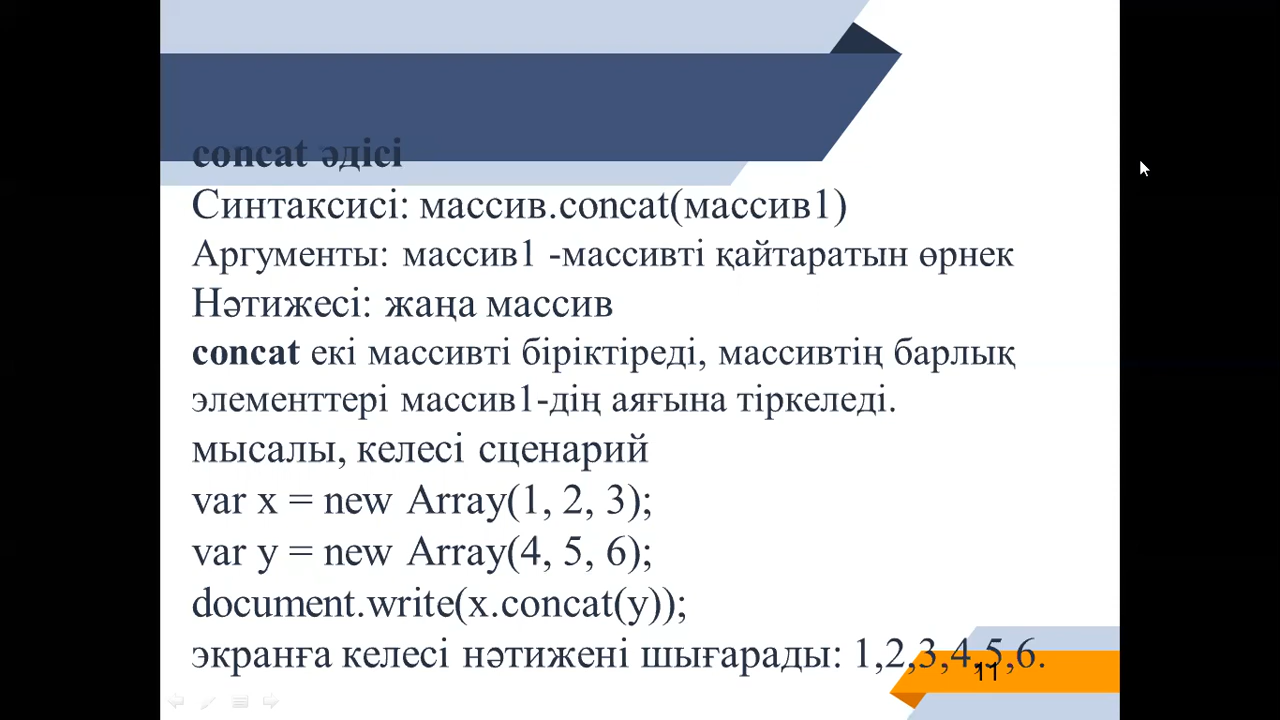 concat әдісі
Синтаксисі: массив.concat(массив1)
Аргументы: массив1 -массивті қайтаратын өрнек
Нәтижесі: жаңа массив
concat екі массивті біріктіреді, массивтің барлық
элементтері массив1-дің аяғына тіркеледі.
мысалы, келесі сценарий
var x = new Array(1, 2, 3);
var y = new Array(4, 5, 6);
document.write(x.concat(y));
экранға келесі нәтижені шығарады: 1,2,3,4,5,6.
11